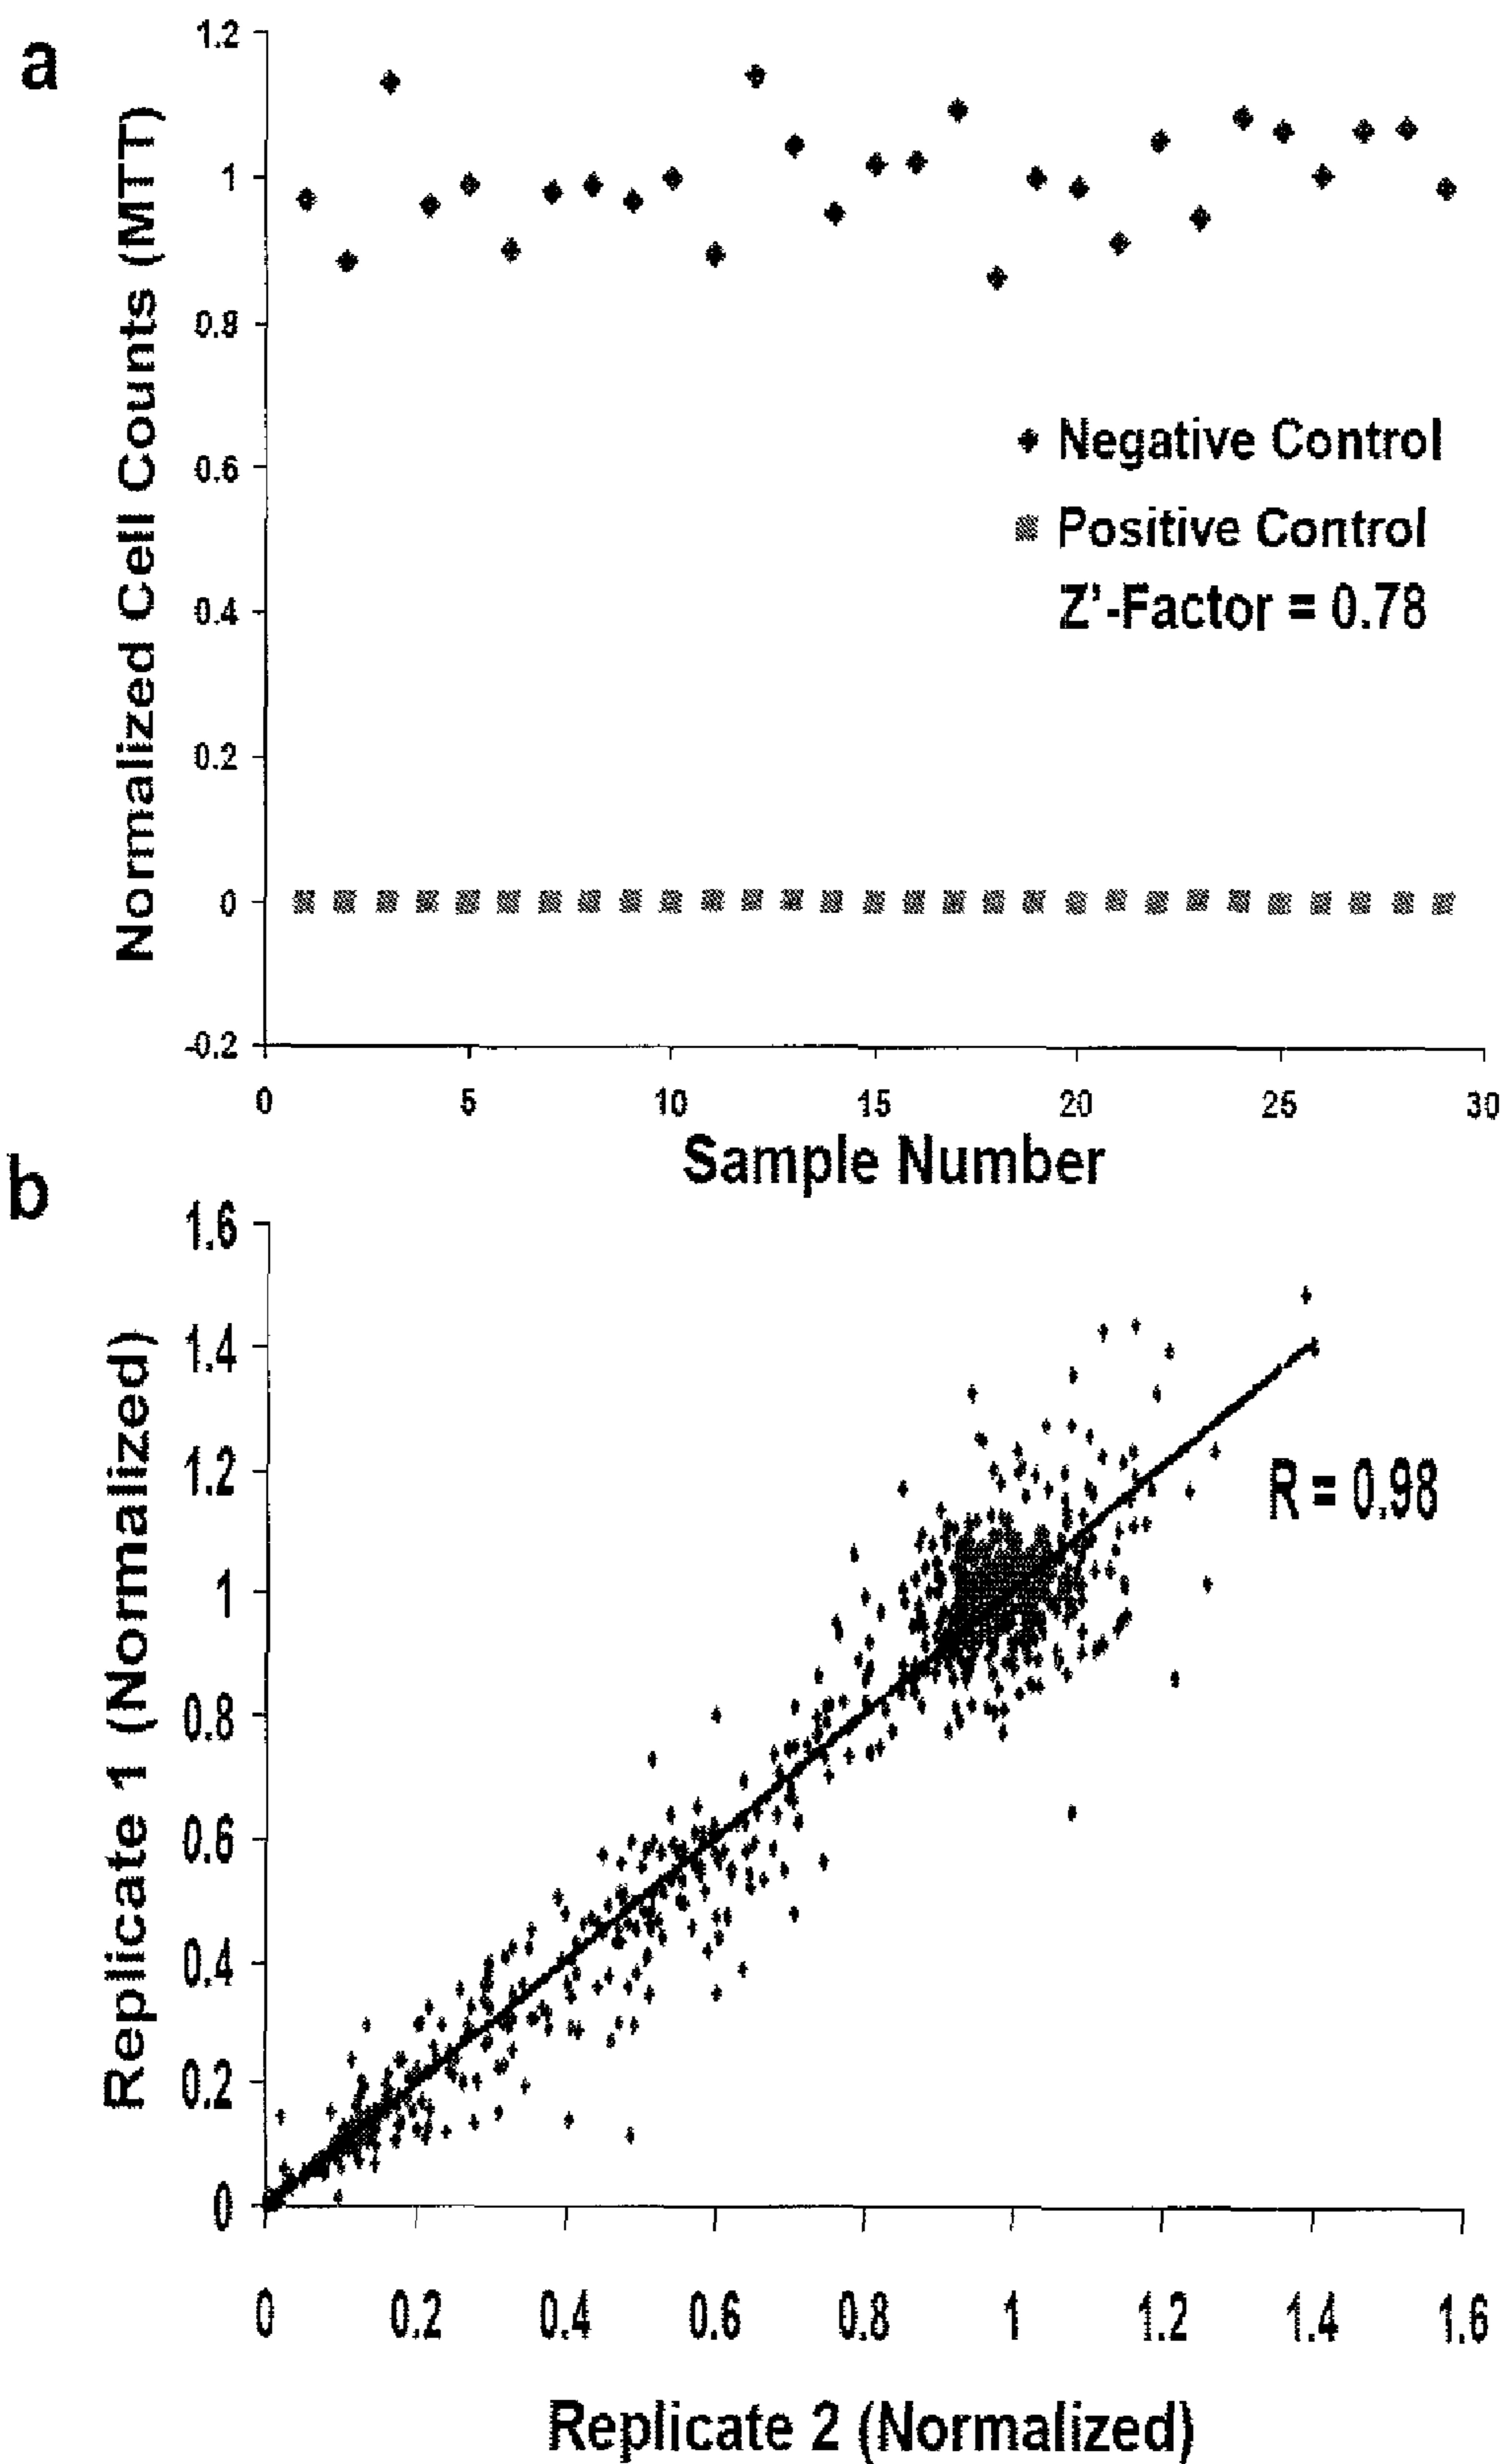 a
Normalized Cell Counts (MTT)
1.2
1
0.8
0.6
0.4
0.2
0
-0.2
Negative Control
Positive Control
Z'-Factor = 0.78
0 5 10 15 20 25 30
Sample Number
b
Replicate 1 (Normalized)
1.6
1.4
1.2
1
0.8
0.6
0.4
0.2
0
R = 0.98
0 0.2 0.4 0.6 0.8 1 1.2 1.4 1.6
Replicate 2 (Normalized)